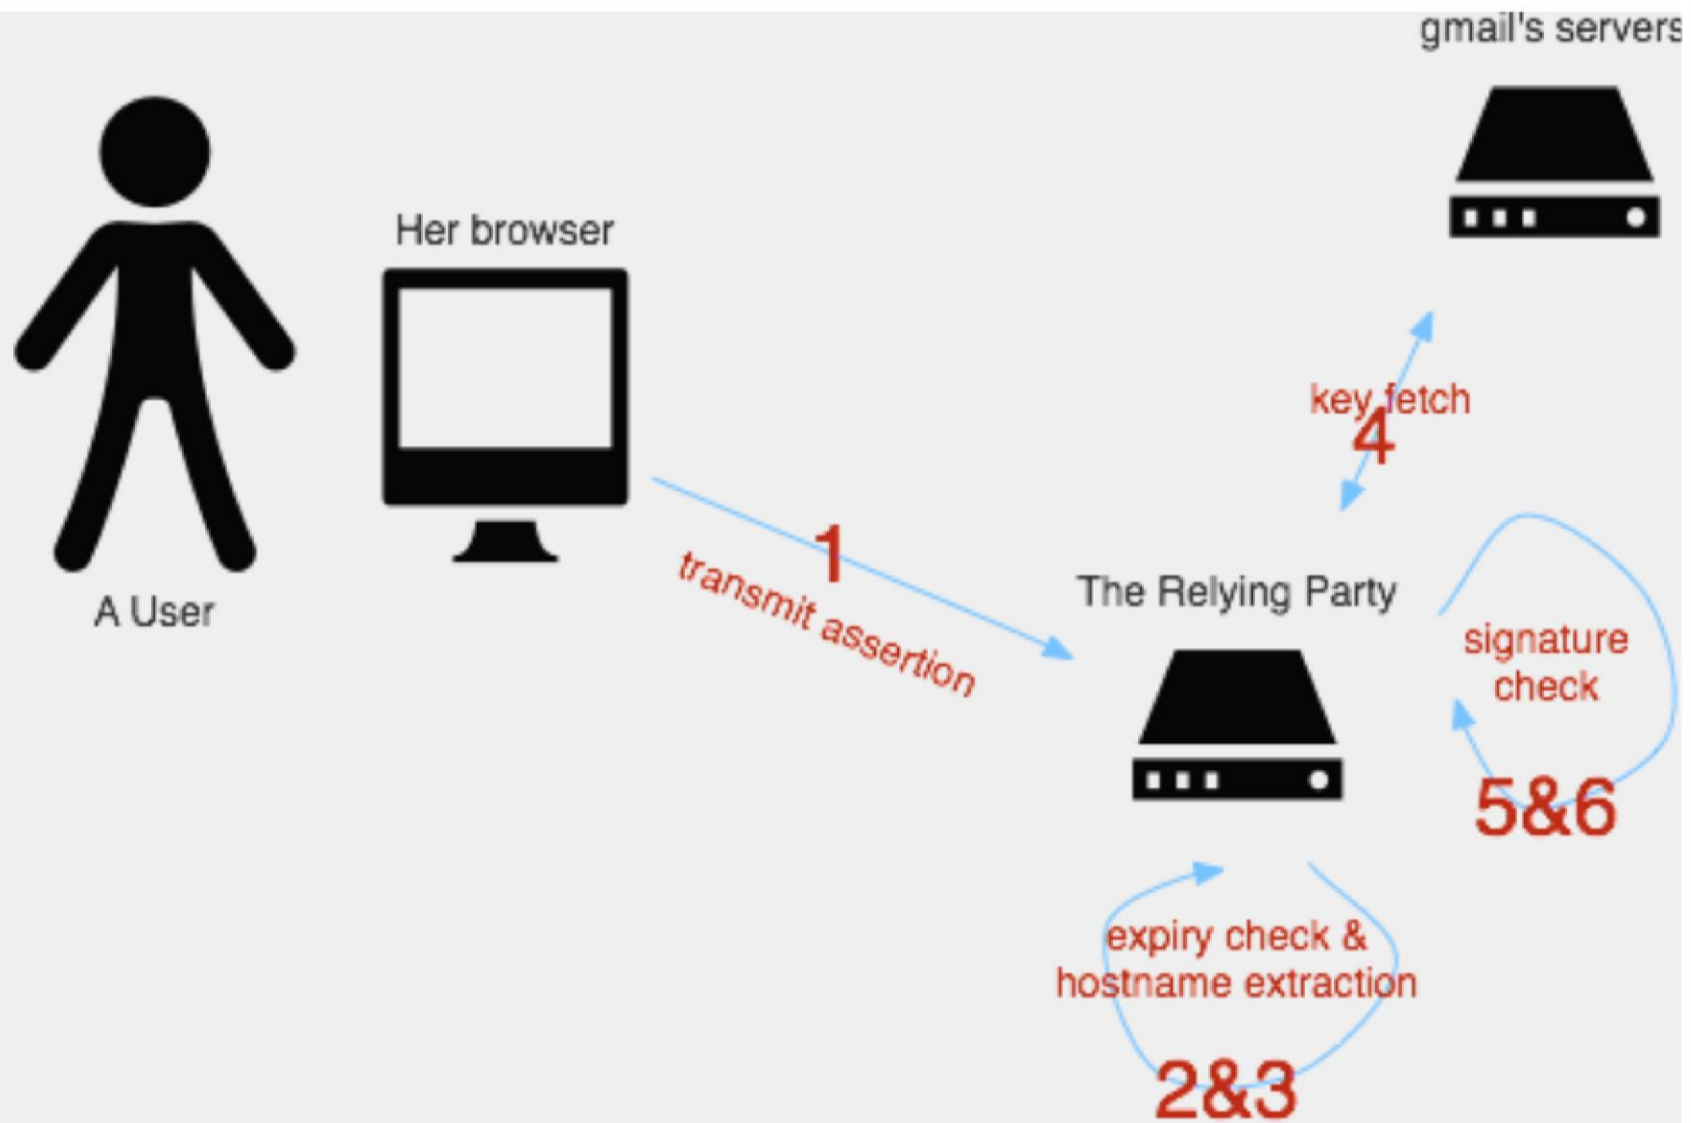 gmail's servers
Her browser
key fetch
4
1
transmit assertion
The Relying Party
A User
signature
check
5&6
expiry check &
hostname extraction
2&3